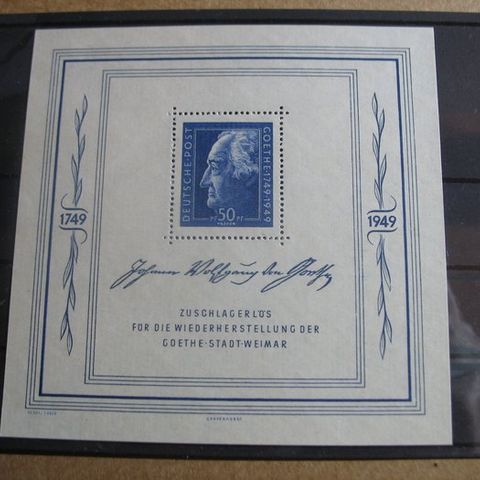 DEUTSCHE·POST
GOETHE·1749·1949
PF 50 PF
1749
1949
Johann Wolfgang von Goethe
ZUSCHLAGERLÖS
FÜR DIE WIEDERHERSTELLUNG DER
GOETHE-STADT-WEIMAR